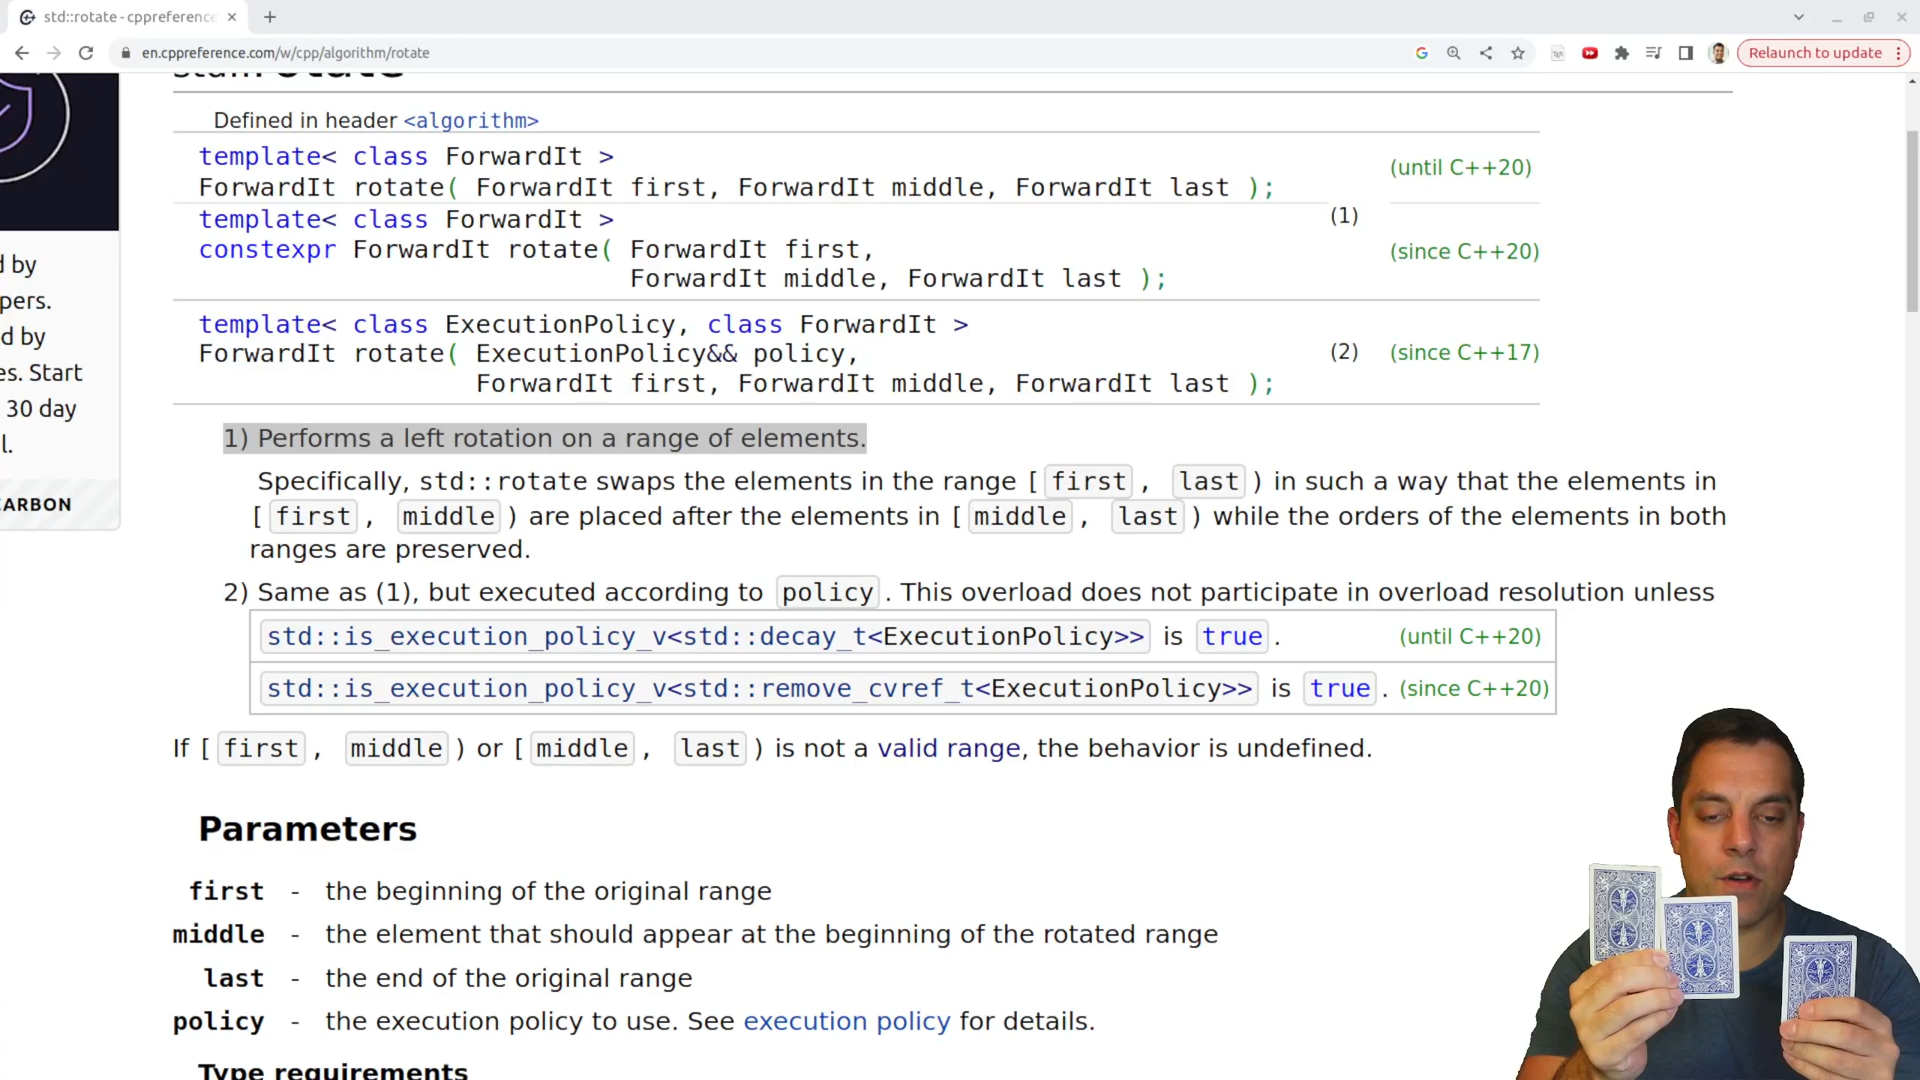 std::rotate - cppreference
en.cppreference.com/w/cpp/algorithm/rotate
Relaunch to update
std::rotate
Defined in header <algorithm>
template< class ForwardIt >
ForwardIt rotate( ForwardIt first, ForwardIt middle, ForwardIt last );
(until C++20)
template< class ForwardIt >
constexpr ForwardIt rotate( ForwardIt first,
ForwardIt middle, ForwardIt last );
(1)
(since C++20)
template< class ExecutionPolicy, class ForwardIt >
ForwardIt rotate( ExecutionPolicy&& policy,
ForwardIt first, ForwardIt middle, ForwardIt last );
(2) (since C++17)
d by
pers.
d by
es. Start
30 day
l.
CARBON
1) Performs a left rotation on a range of elements.
Specifically, std::rotate swaps the elements in the range [ first , last ) in such a way that the elements in
[ first , middle ) are placed after the elements in [ middle , last ) while the orders of the elements in both
ranges are preserved.
2) Same as (1), but executed according to policy . This overload does not participate in overload resolution unless
std::is_execution_policy_v<std::decay_t<ExecutionPolicy>> is true . (until C++20)
std::is_execution_policy_v<std::remove_cvref_t<ExecutionPolicy>> is true . (since C++20)
If [ first , middle ) or [ middle , last ) is not a valid range, the behavior is undefined.
Parameters
first - the beginning of the original range
middle - the element that should appear at the beginning of the rotated range
last - the end of the original range
policy - the execution policy to use. See execution policy for details.
Type requirements